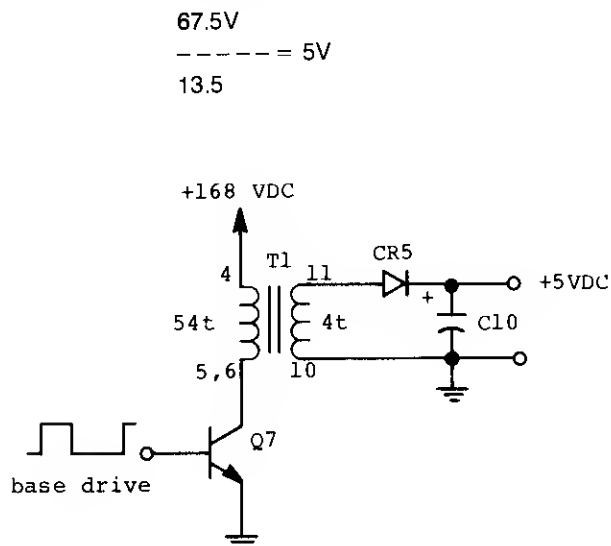 67.5V
----- = 5V
13.5
+168 VDC
4
T1
11
CR5
+
+5VDC
54t
4t
C10
5,6
10
Q7
base drive